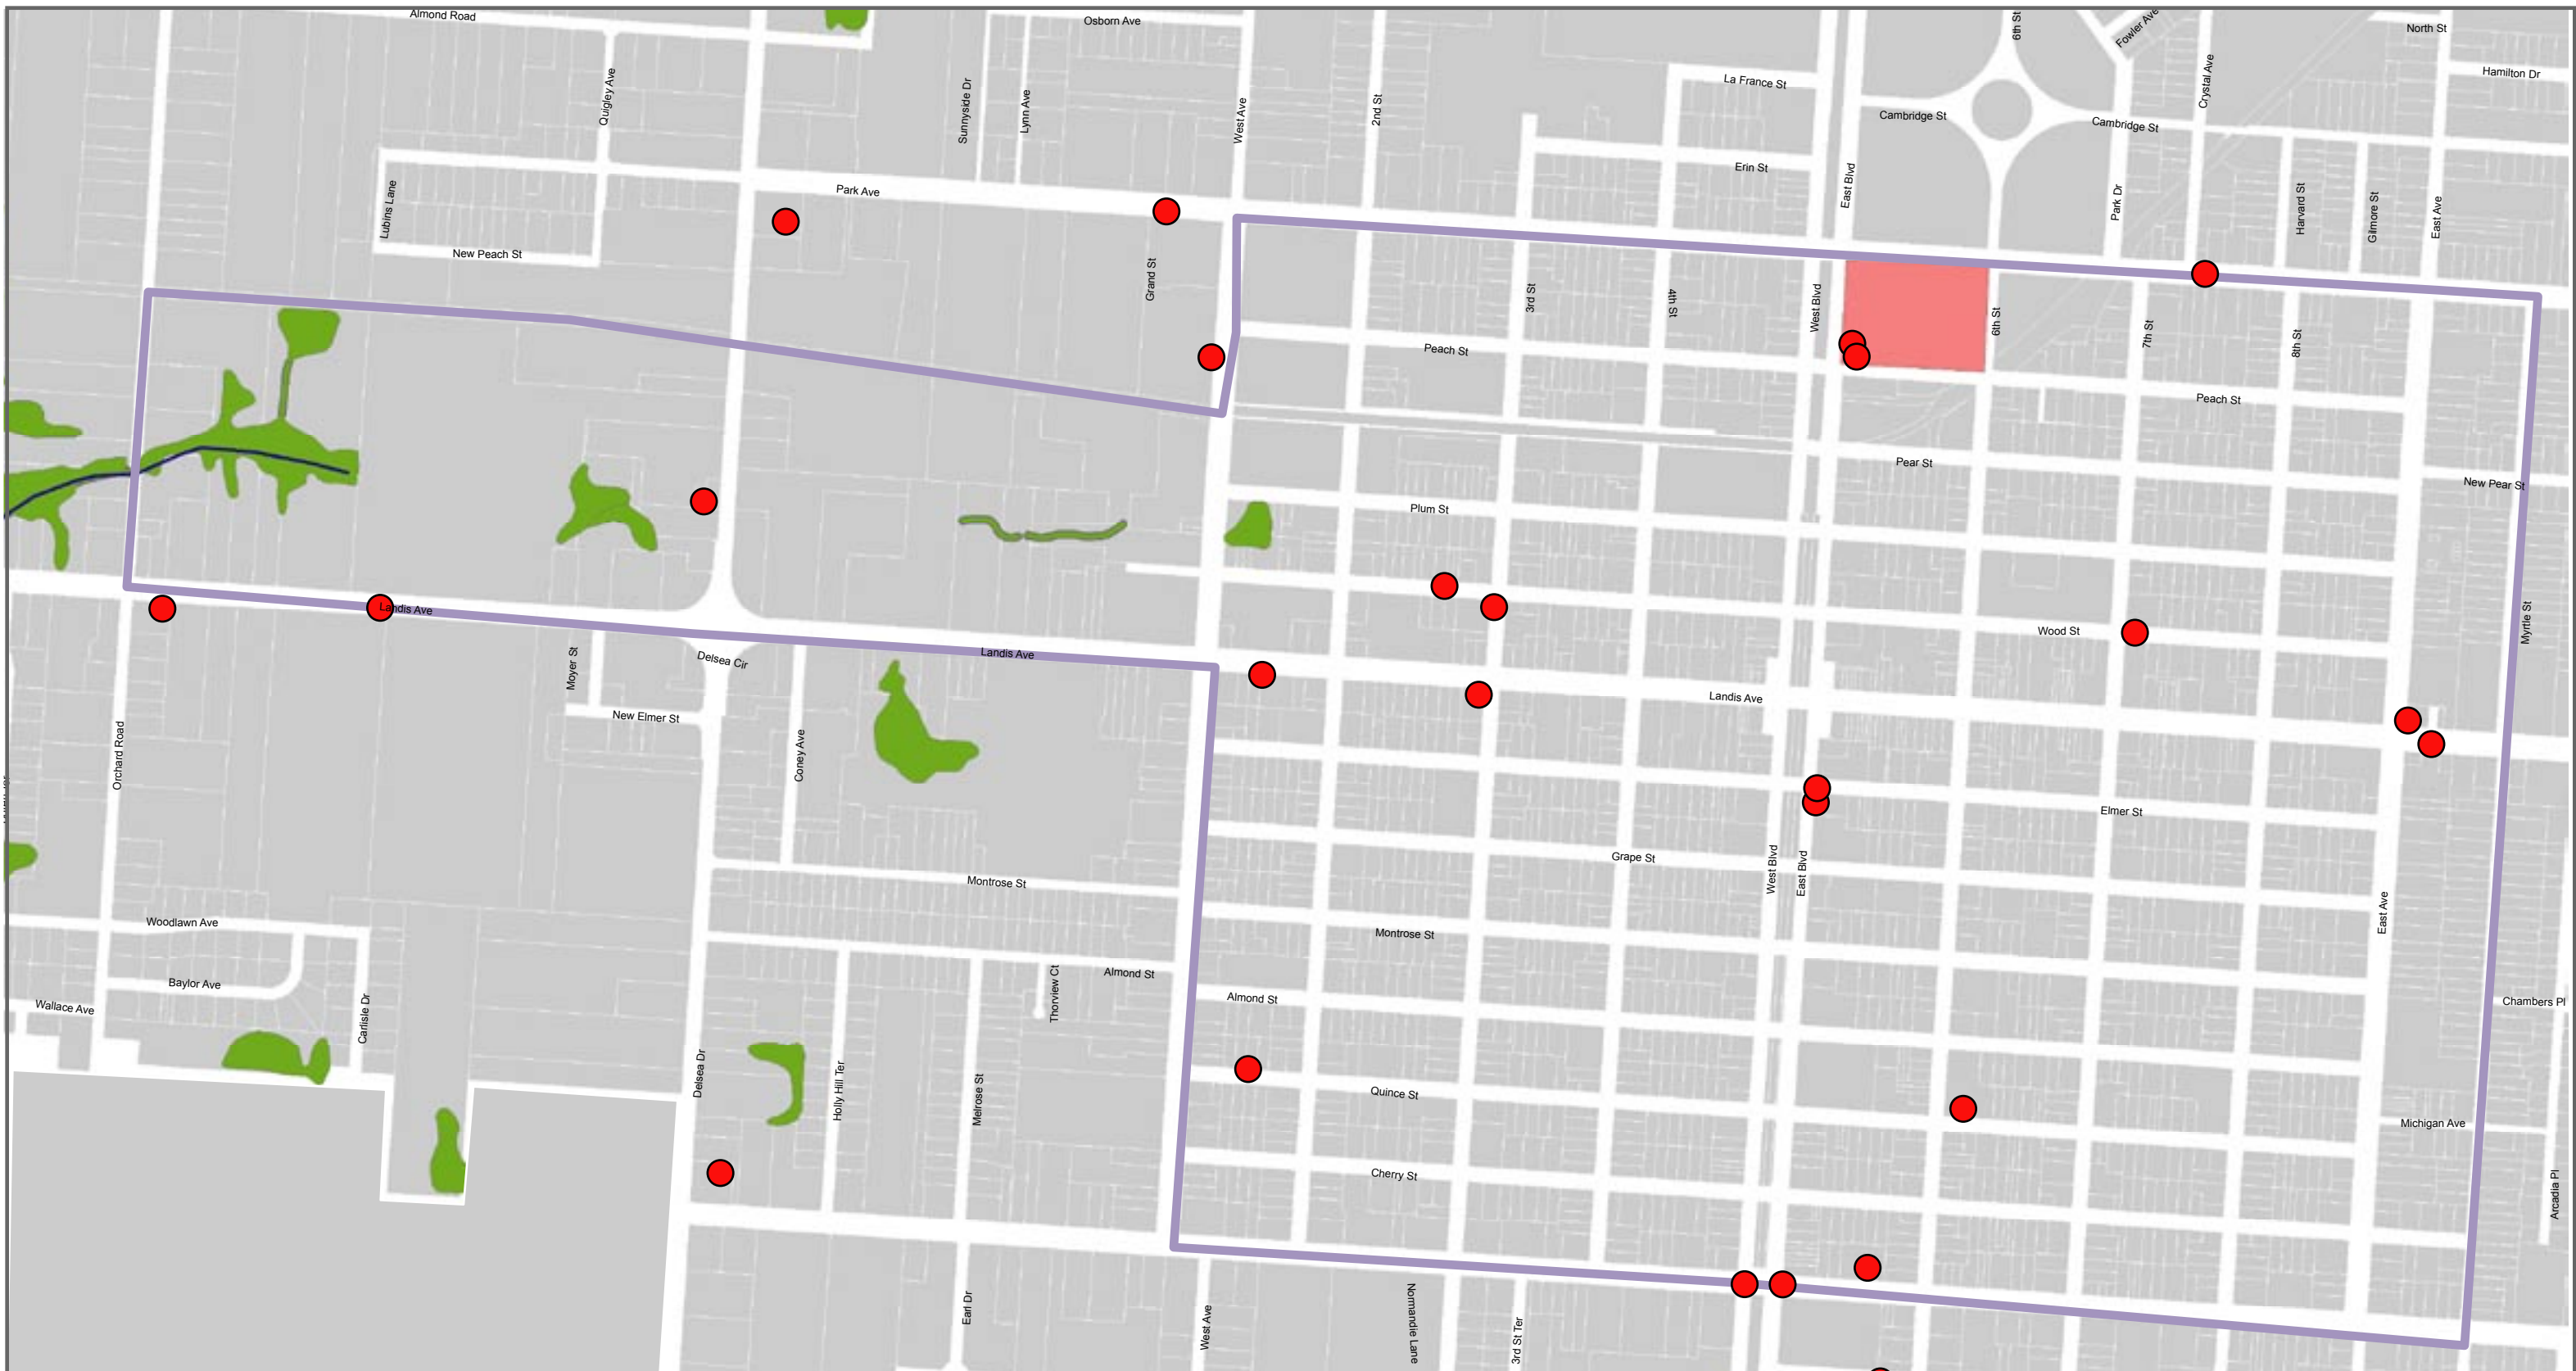 Almond Road
Osborn Ave
6th St
Fowler Ave
North St
Hamilton Dr
Quigley Ave
Sunnyside Dr
Lynn Ave
West Ave
2nd St
La France St
Crystal Ave
Cambridge St
Cambridge St
Erin St
East Blvd
Park Ave
Lubins Lane
Park Dr
Harvard St
Gilmore St
East Ave
New Peach St
Grand St
3rd St
4th St
West Blvd
6th St
7th St
8th St
Peach St
Peach St
Pear St
New Pear St
Plum St
Landis Ave
Wood St
Myrtle St
Moyer St
Delsea Cir
Landis Ave
Landis Ave
New Elmer St
Orchard Road
Coney Ave
Elmer St
Grape St
West Blvd
East Blvd
Montrose St
East Ave
Woodlawn Ave
Montrose St
Baylor Ave
Almond St
Thorview Ct
Almond St
Wallace Ave
Carlisle Dr
Chambers Pl
Delsea Dr
Holly Hill Ter
Melrose St
Quince St
Michigan Ave
Cherry St
Arcadia Pl
Earl Dr
West Ave
Normandie Lane
3rd St Ter